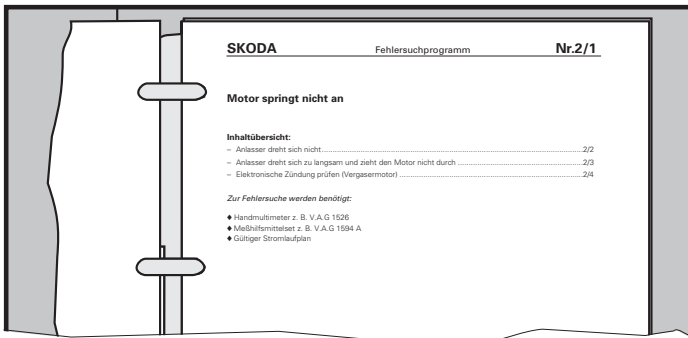 SKODA Fehlersuchprogramm Nr.2/1
Motor springt nicht an
Inhaltübersicht:
– Anlasser dreht sich nicht 2/2
– Anlasser dreht sich zu langsam und zieht den Motor nicht durch 2/3
– Elektronische Zündung prüfen (Vergasermotor) 2/4
Zur Fehlersuche werden benötigt:
♦ Handmultimeter z. B. V.A.G 1526
♦ Meßhilfsmittelset z. B. V.A.G 1594 A
♦ Gültiger Stromlaufplan